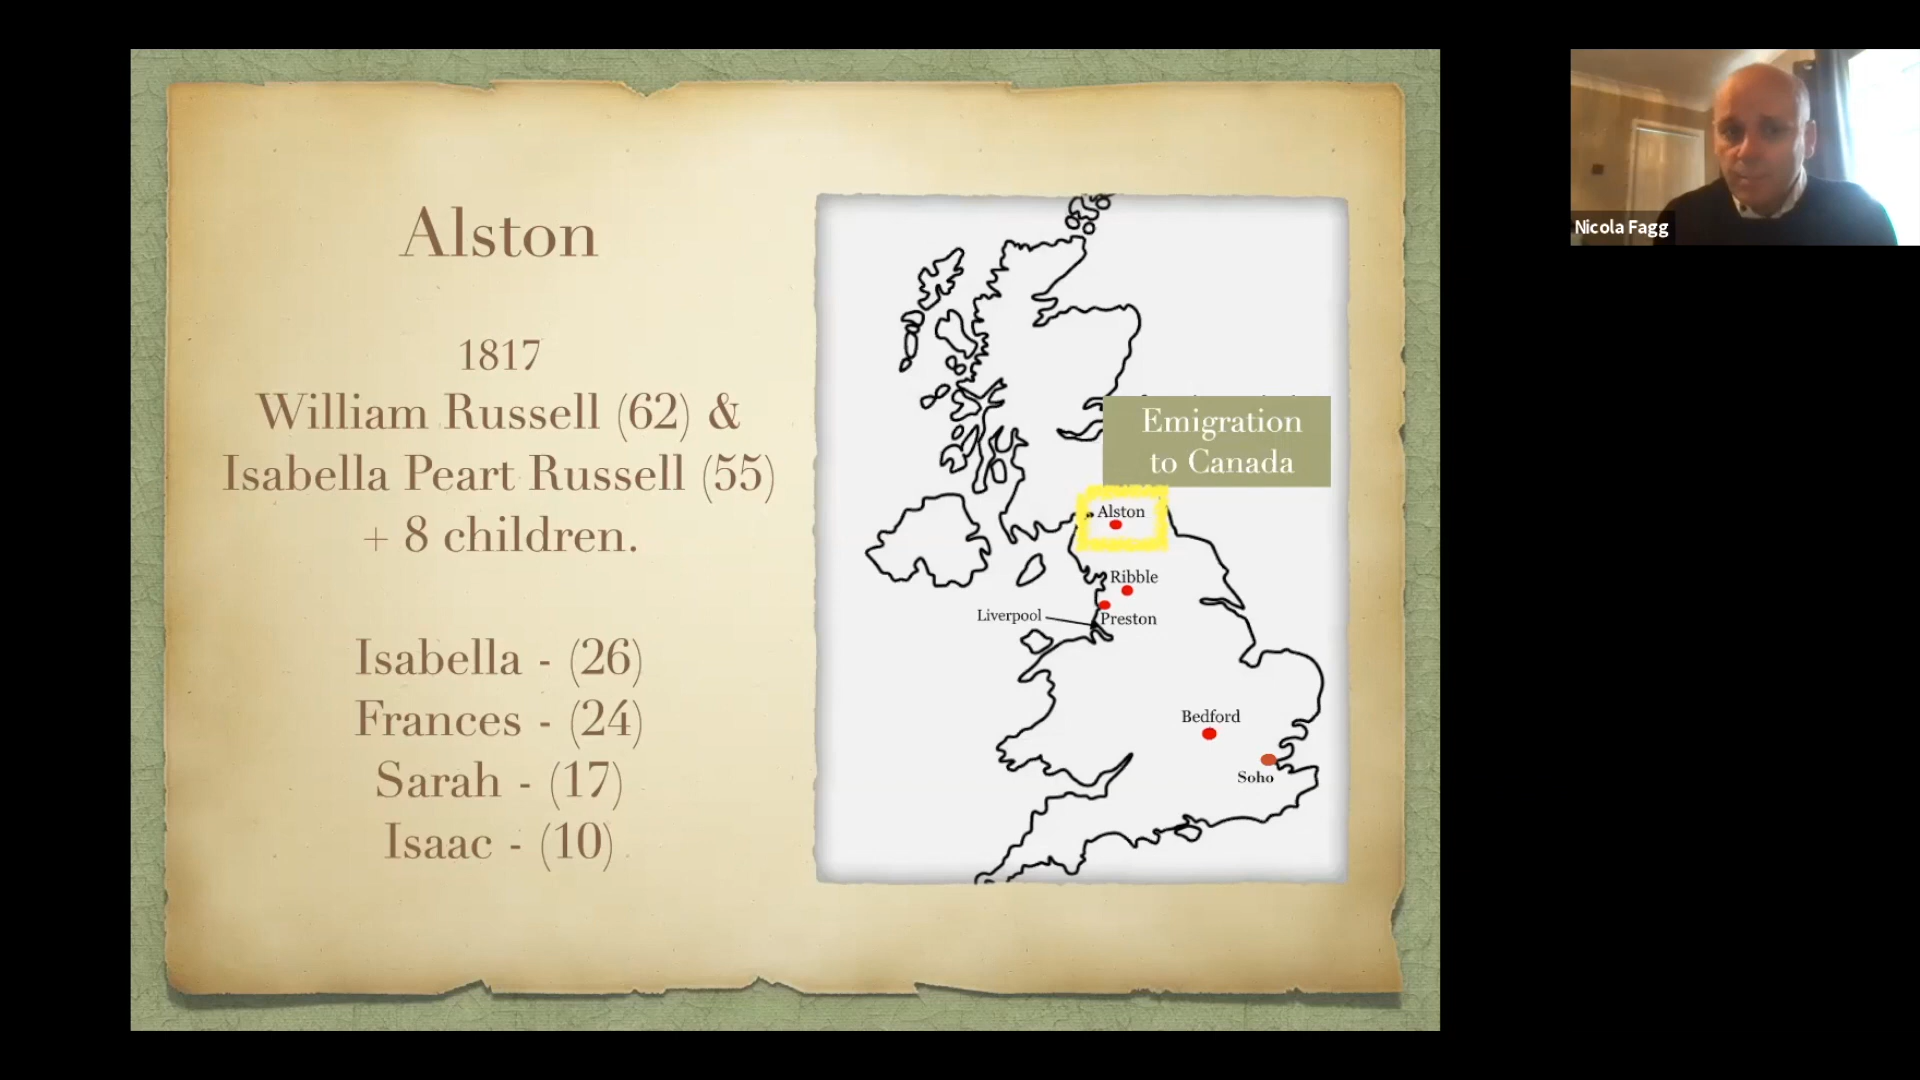 Alston
1817
William Russell (62) &
Isabella Peart Russell (55)
+ 8 children.
Isabella - (26)
Frances - (24)
Sarah - (17)
Isaac - (10)
Emigration
to Canada
Alston
Ribble
Liverpool
Preston
Bedford
Soho
Nicola Fagg